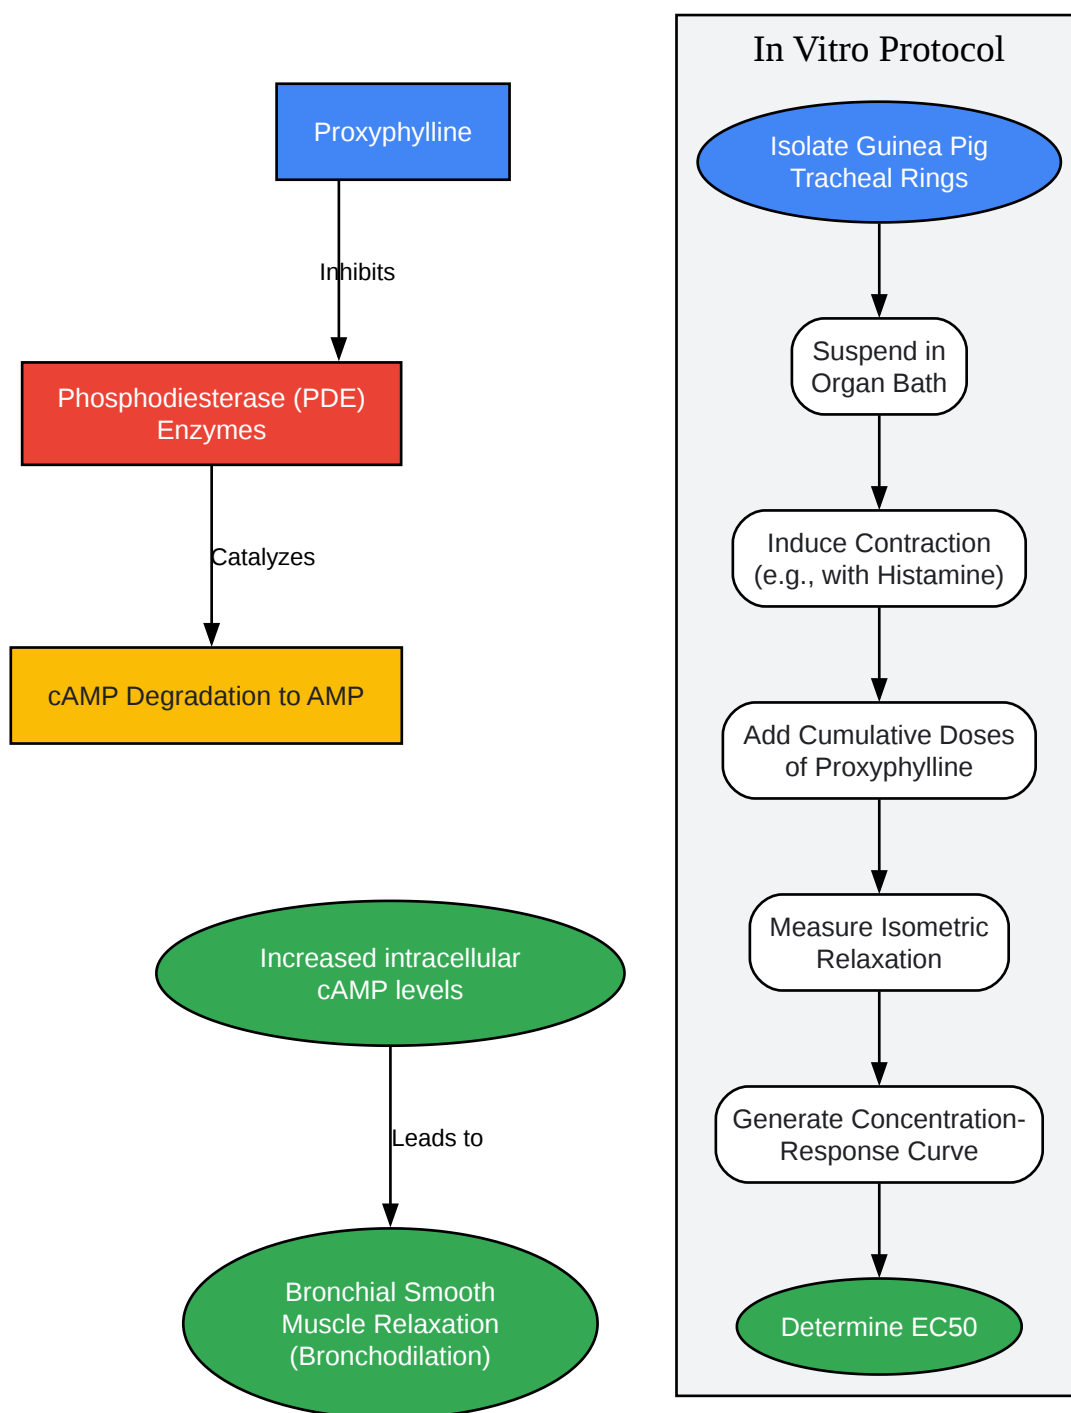 Proxyphylline
Inhibits
Phosphodiesterase (PDE)
Enzymes
Catalyzes
cAMP Degradation to AMP
Increased intracellular
cAMP levels
Leads to
Bronchial Smooth
Muscle Relaxation
(Bronchodilation)
In Vitro Protocol
Isolate Guinea Pig
Tracheal Rings
Suspend in
Organ Bath
Induce Contraction
(e.g., with Histamine)
Add Cumulative Doses
of Proxyphylline
Measure Isometric
Relaxation
Generate Concentration-
Response Curve
Determine EC50